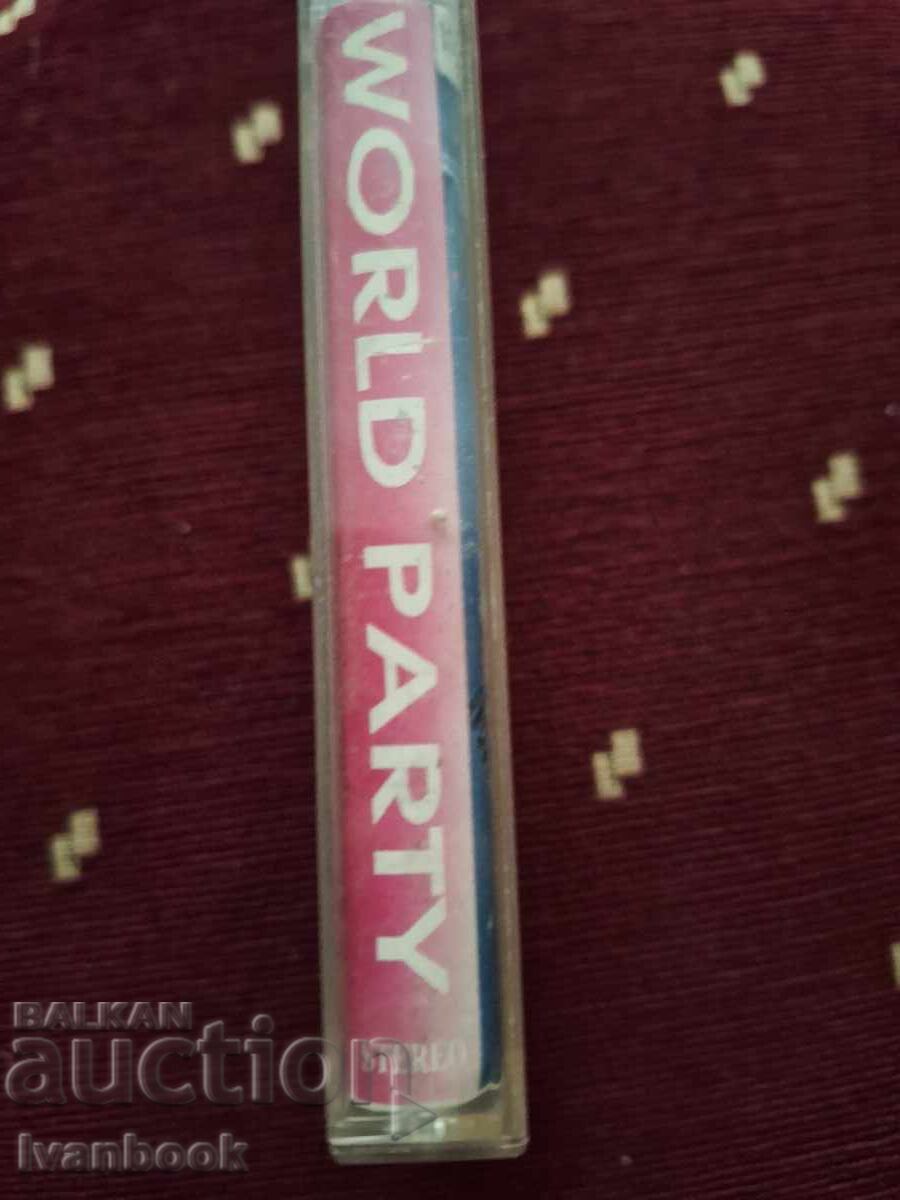 WORLD PARTY
STEREO
BALKAN
auction
Ivanbook